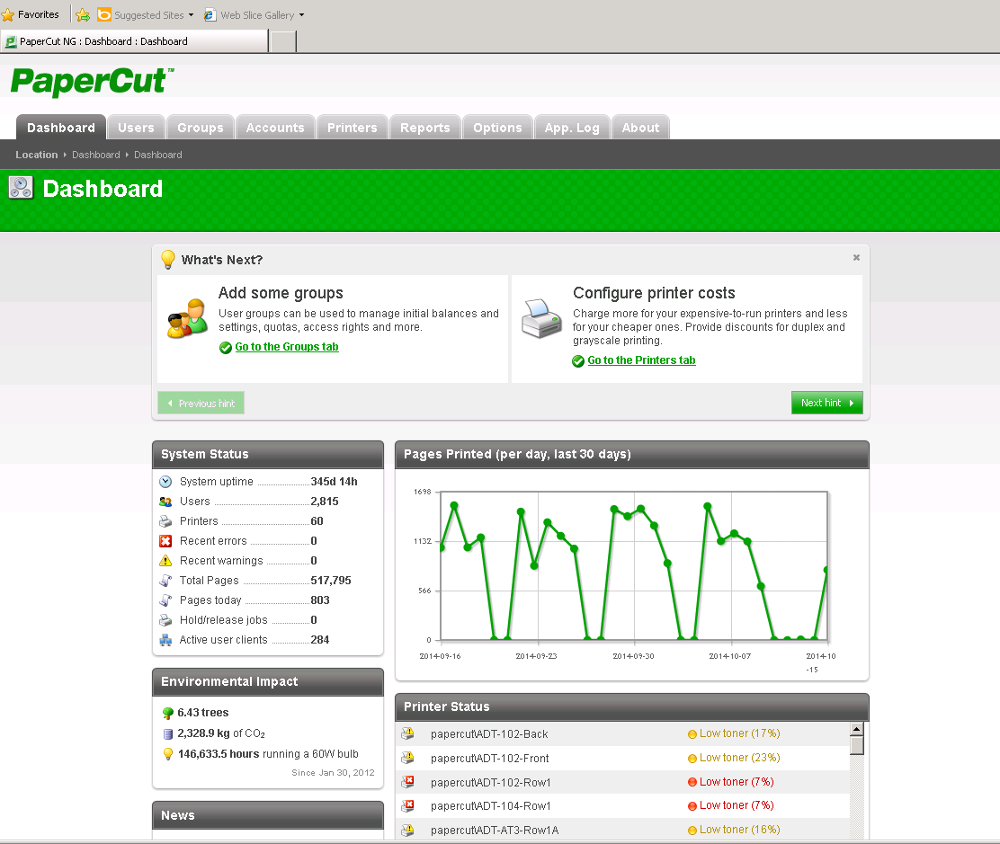 Favorites
Suggested Sites
Web Slice Gallery
PaperCut NG : Dashboard : Dashboard
PaperCut™
Dashboard
Users
Groups
Accounts
Printers
Reports
Options
App. Log
About
Location
Dashboard
Dashboard
Dashboard
What's Next?
Add some groups
User groups can be used to manage initial balances and
settings, quotas, access rights and more.
Go to the Groups tab
Configure printer costs
Charge more for your expensive-to-run printers and less
for your cheaper ones. Provide discounts for duplex and
grayscale printing.
Go to the Printers tab
Previous hint
Next hint
System Status
System uptime 345d 14h
Users 2,815
Printers 60
Recent errors 0
Recent warnings 0
Total Pages 517,795
Pages today 803
Hold/release jobs 0
Active user clients 284
Environmental Impact
6.43 trees
2,328.9 kg of CO₂
146,633.5 hours running a 60W bulb
Since Jan 30, 2012
News
Pages Printed (per day, last 30 days)
1698
1132
566
0
2014-09-16
2014-09-23
2014-09-30
2014-10-07
2014-10
-15
Printer Status
papercut\ADT-102-Back Low toner (17%)
papercut\ADT-102-Front Low toner (23%)
papercut\ADT-102-Row1 Low toner (7%)
papercut\ADT-104-Row1 Low toner (7%)
papercut\ADT-AT3-Row1A Low toner (16%)